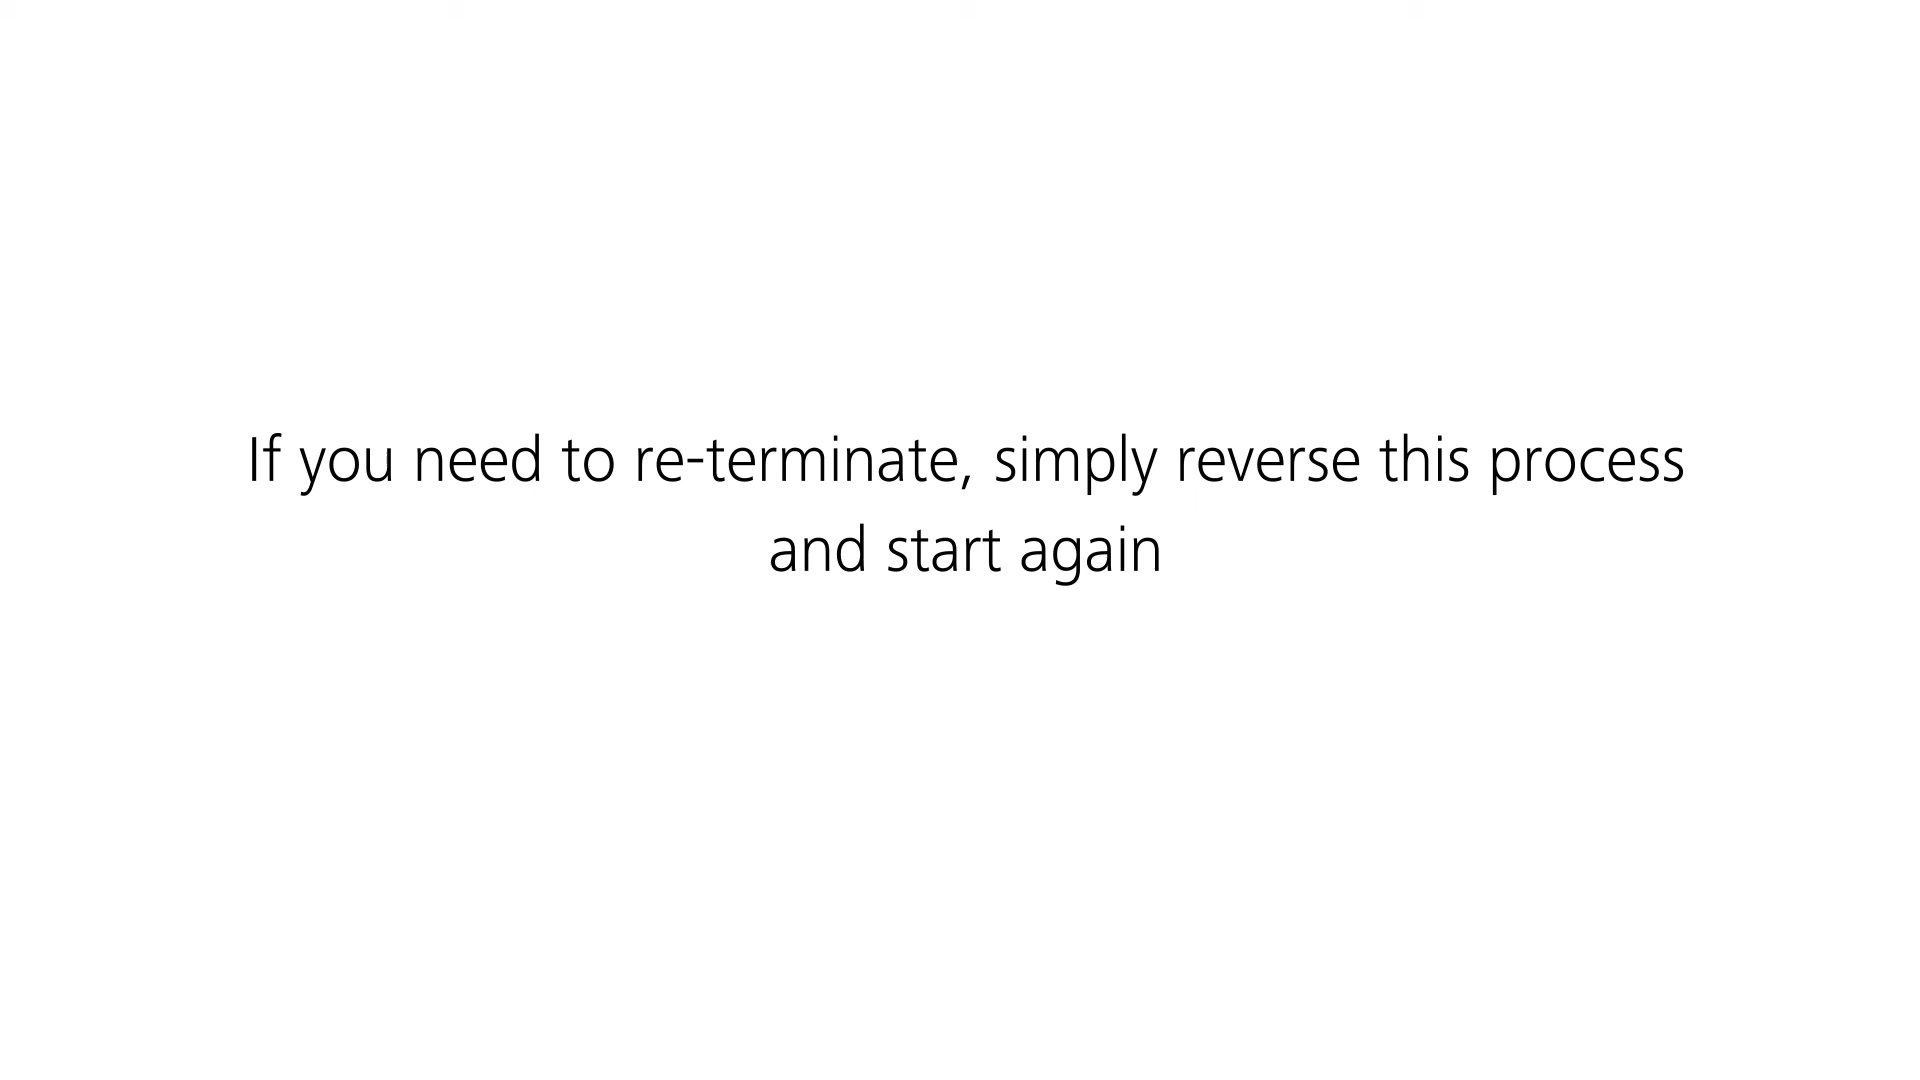 If you need to re-terminate, simply reverse this process
and start again